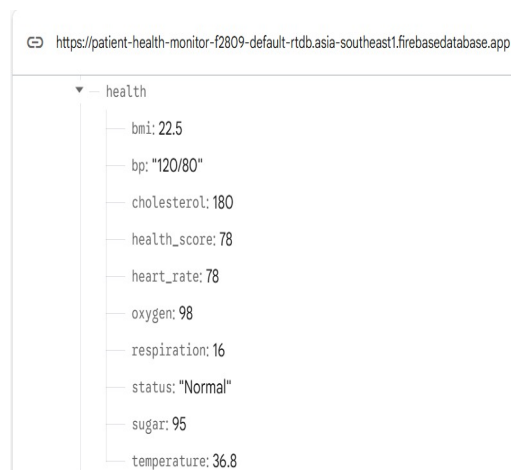 https://patient-health-monitor-f2809-default-rtdb.asia-southeast1.firebasedatabase.app
health
bmi: 22.5
bp: "120/80"
cholesterol: 180
health_score: 78
heart_rate: 78
oxygen: 98
respiration: 16
status: "Normal"
sugar: 95
temperature: 36.8